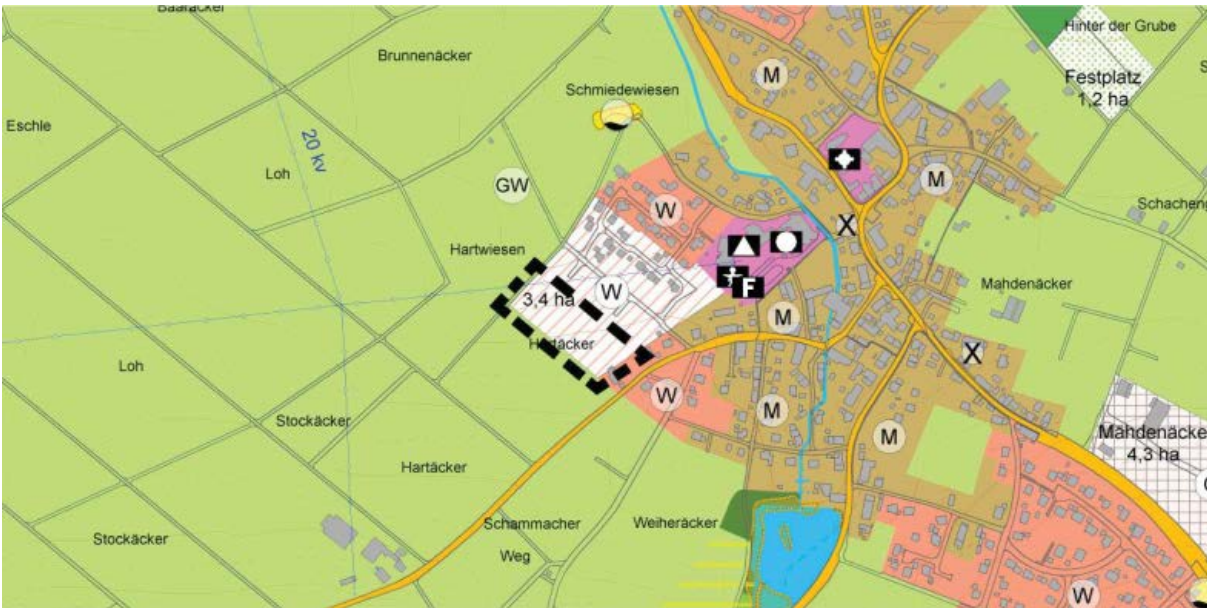 Baaräcker
Brunnenäcker
Hinter der Grube
Festplatz
1,2 ha
S
M
Schmiedewiesen
Eschle
20 kv
Loh
GW
M
Schacheng
W
X
Hartwiesen
Mahdenäcker
3,4 ha
W
F
M
Hartäcker
X
Loh
W
M
Stockäcker
M
Mahdenäcke
4,3 ha
Hartäcker
Stockäcker
Schammacher
Weg
Weiheräcker
W